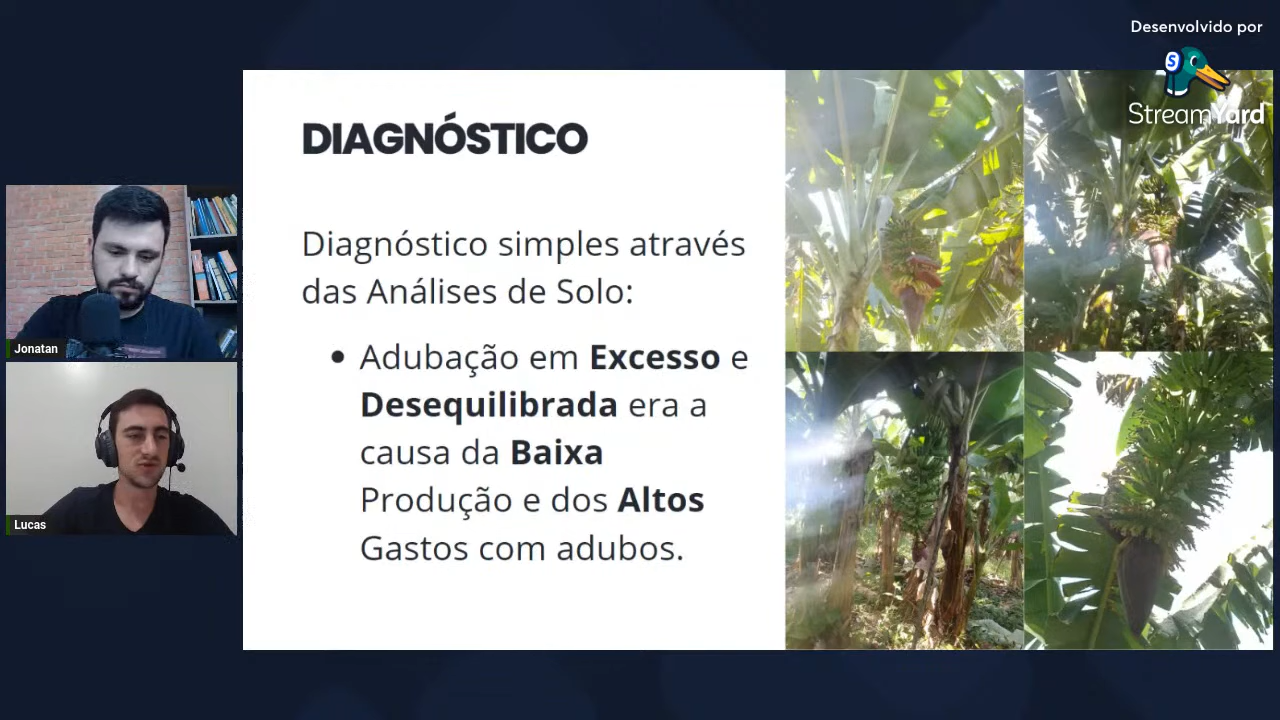 Desenvolvido por
StreamYard
DIAGNÓSTICO
Diagnóstico simples através
das Análises de Solo:
• Adubação em Excesso e
Desequilibrada era a
causa da Baixa
Produção e dos Altos
Gastos com adubos.
Jonatan
Lucas